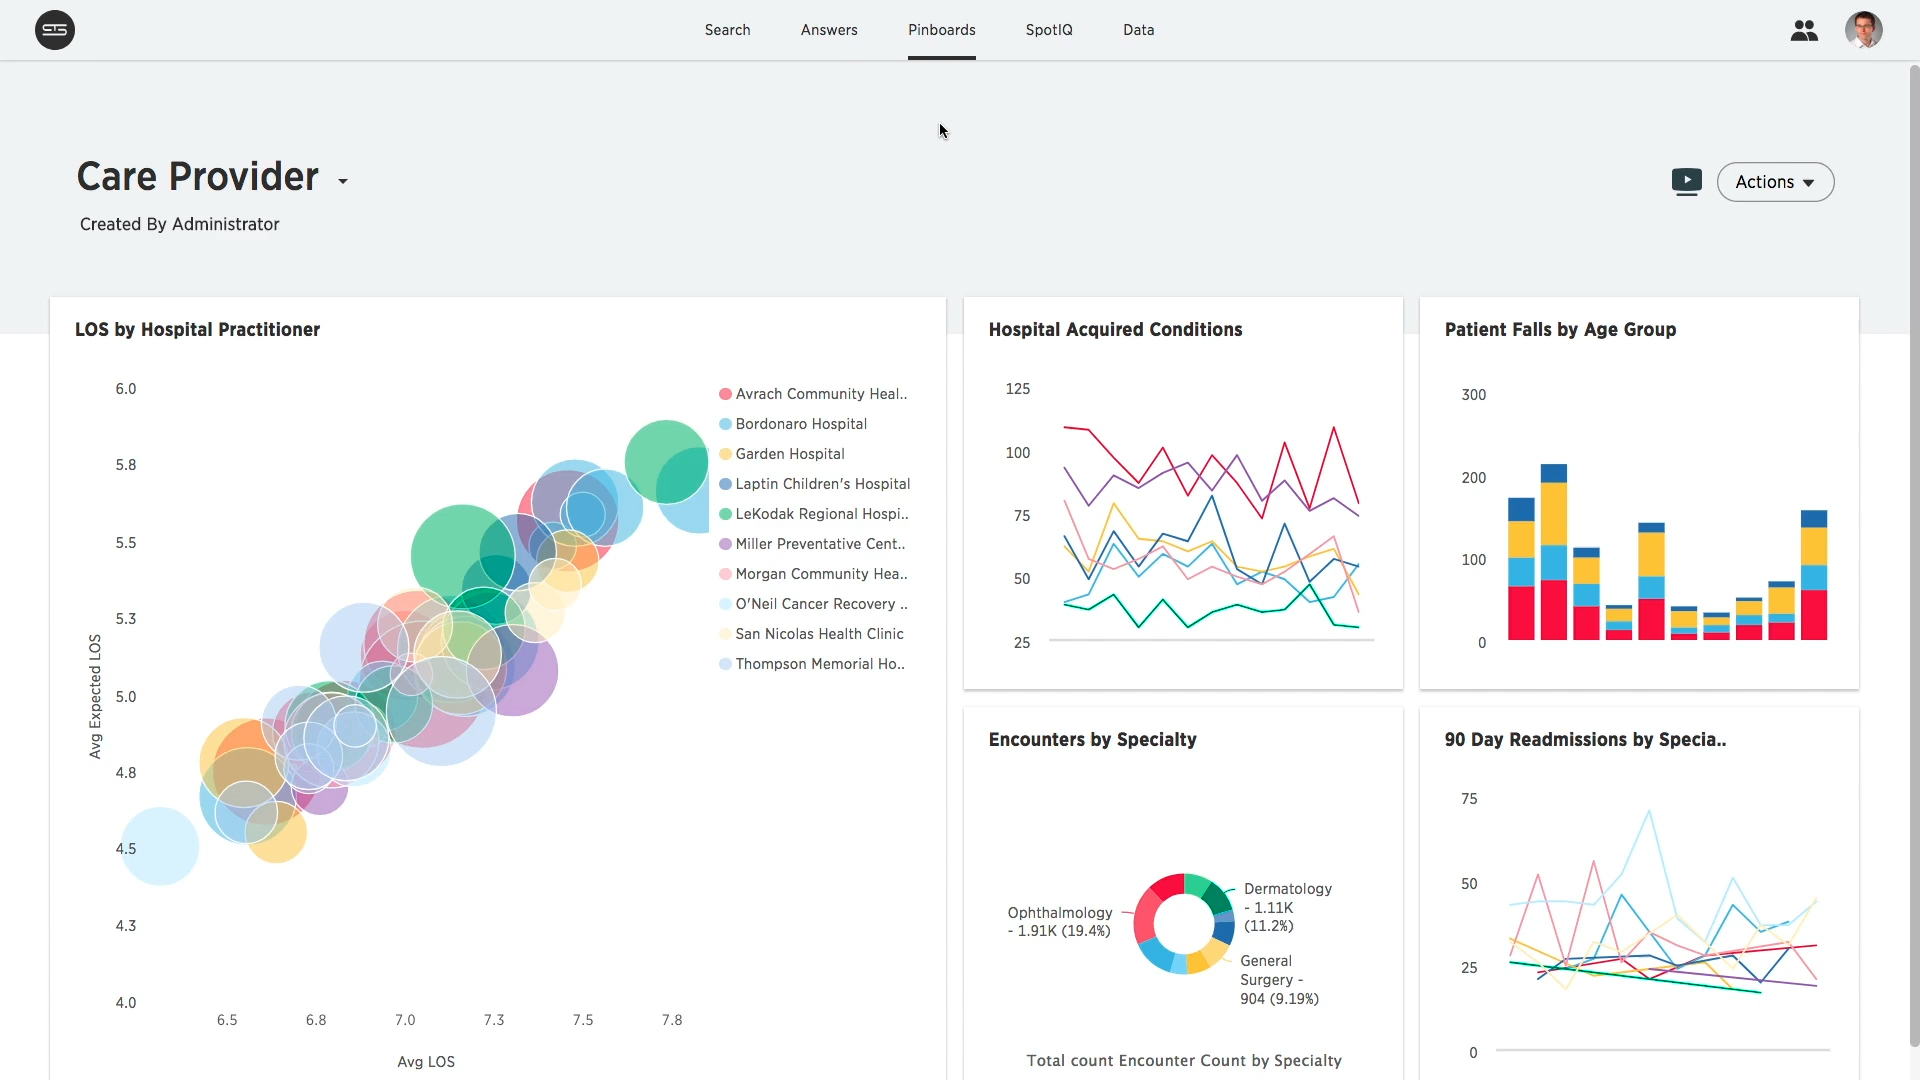 Search
Answers
Pinboards
SpotIQ
Data
Care Provider
Created By Administrator
Actions
LOS by Hospital Practitioner
6.0
5.8
5.5
5.3
5.0
4.8
4.5
4.3
4.0
Avg Expected LOS
6.5
6.8
7.0
7.3
7.5
7.8
Avg LOS
Avrach Community Heal..
Bordonaro Hospital
Garden Hospital
Laptin Children's Hospital
LeKodak Regional Hospi..
Miller Preventative Cent..
Morgan Community Hea..
O'Neil Cancer Recovery ..
San Nicolas Health Clinic
Thompson Memorial Ho..
Hospital Acquired Conditions
125
100
75
50
25
Patient Falls by Age Group
300
200
100
0
Encounters by Specialty
Ophthalmology
- 1.91K (19.4%)
Dermatology
- 1.11K
(11.2%)
General
Surgery -
904 (9.19%)
Total count Encounter Count by Specialty
90 Day Readmissions by Specia..
75
50
25
0